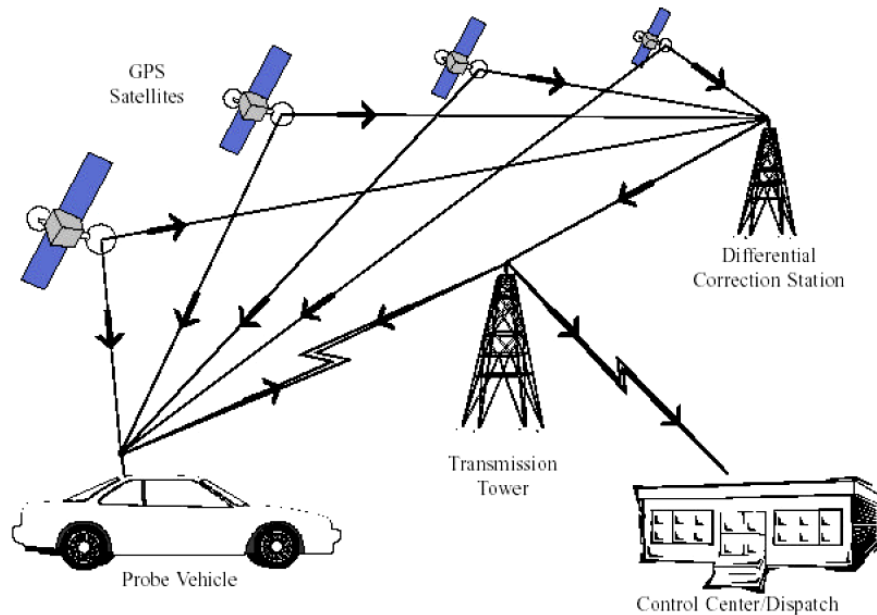 GPS
Satellites
Differential
Correction Station
Transmission
Tower
Probe Vehicle
Control Center/Dispatch